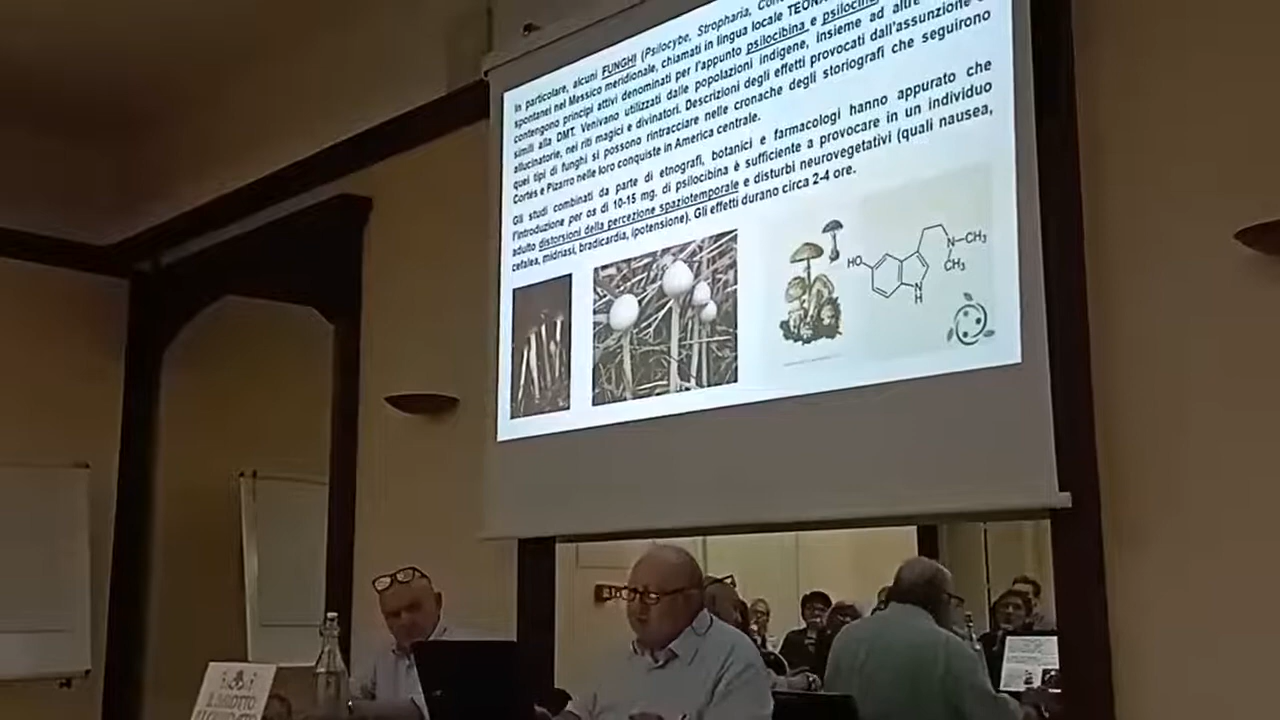 In particolare, alcuni FUNGHI (Psilocybe, Stropharia,
spontanei nel Messico meridionale, chiamati in lingua locale
contengono principi attivi denominati per l'appunto psilocibina e
simili alla DMT. Venivano utilizzati dalle popolazioni indigene, insieme ad
allucinatorie, nei riti magici e divinatori. Descrizioni degli effetti provocati dall'assunzione
quei tipi di funghi si possono rintracciare nelle cronache degli storiografi che seguirono
Cortés e Pizarro nelle loro conquiste in America centrale.
Gli studi combinati da parte di etnografi, botanici e farmacologi hanno appurato che
l'introduzione per os di 10-15 mg. di psilocibina è sufficiente a provocare in un individuo
adulto distorsioni della percezione spaziotemporale e disturbi neurovegetativi (quali nausea,
cefalea, midriasi, bradicardia, ipotensione). Gli effetti durano circa 2-4 ore.
HO
N
CH3
CH3
N
H